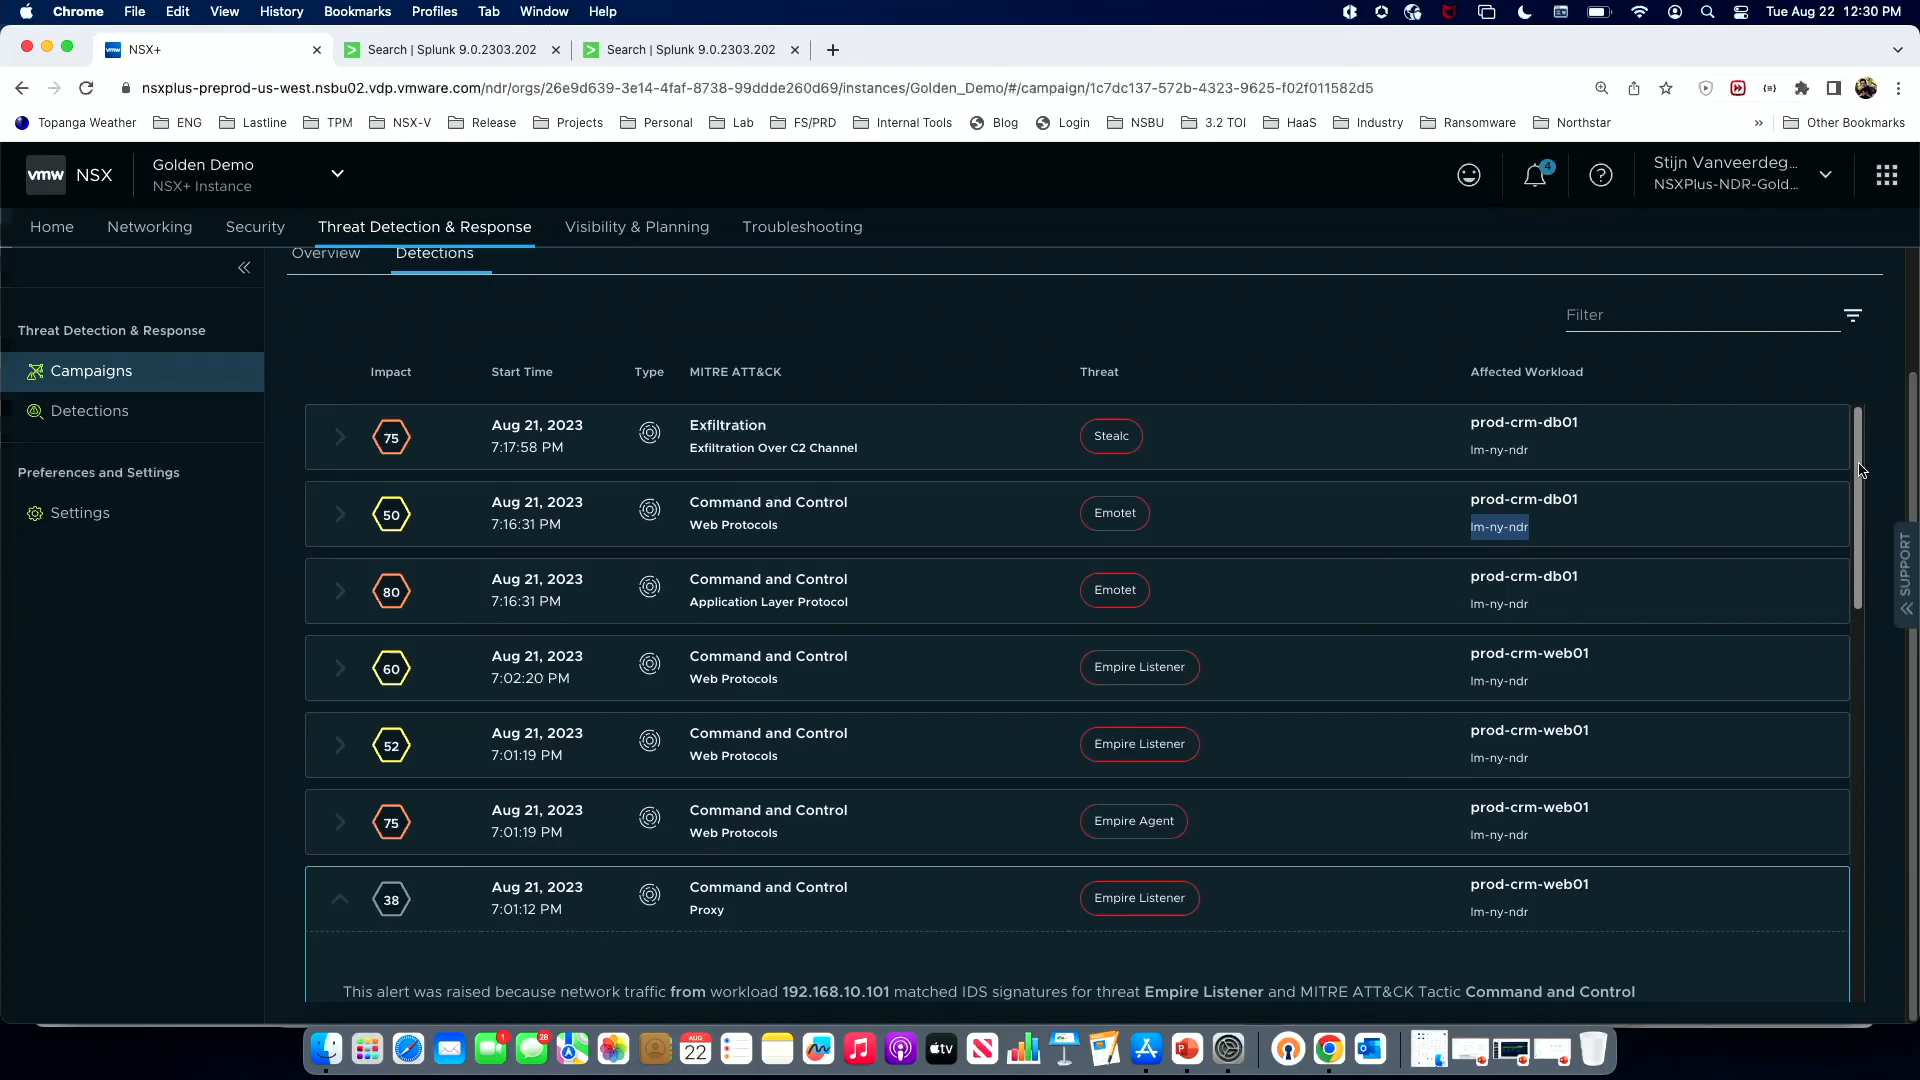 Chrome File Edit View History Bookmarks Profiles Tab Window Help Tue Aug 22 12:30 PM
NSX+ Search | Splunk 9.0.2303.202 Search | Splunk 9.0.2303.202
nsxplus-preprod-us-west.nsbu02.vdp.vmware.com/ndr/orgs/26e9d639-3e14-4faf-8738-99ddde260d69/instances/Golden_Demo/#/campaign/1c7dc137-572b-4323-9625-f02f011582d5
Topanga Weather ENG Lastline TPM NSX-V Release Projects Personal Lab FS/PRD Internal Tools Blog Login NSBU 3.2 TOI HaaS Industry Ransomware Northstar » Other Bookmarks
vmw NSX
Golden Demo
NSX+ Instance
4
Stijn Vanveerdeg...
NSXPlus-NDR-Gold...
Home Networking Security Threat Detection & Response Visibility & Planning Troubleshooting
Overview Detections
Threat Detection & Response
Campaigns
Detections
Preferences and Settings
Settings
Filter
Impact Start Time Type MITRE ATT&CK Threat Affected Workload
75 Aug 21, 2023 Exfiltration Stealc prod-crm-db01
7:17:58 PM Exfiltration Over C2 Channel lm-ny-ndr
50 Aug 21, 2023 Command and Control Emotet prod-crm-db01
7:16:31 PM Web Protocols lm-ny-ndr
80 Aug 21, 2023 Command and Control Emotet prod-crm-db01
7:16:31 PM Application Layer Protocol lm-ny-ndr
60 Aug 21, 2023 Command and Control Empire Listener prod-crm-web01
7:02:20 PM Web Protocols lm-ny-ndr
52 Aug 21, 2023 Command and Control Empire Listener prod-crm-web01
7:01:19 PM Web Protocols lm-ny-ndr
75 Aug 21, 2023 Command and Control Empire Agent prod-crm-web01
7:01:19 PM Web Protocols lm-ny-ndr
38 Aug 21, 2023 Command and Control Empire Listener prod-crm-web01
7:01:12 PM Proxy lm-ny-ndr
This alert was raised because network traffic from workload 192.168.10.101 matched IDS signatures for threat Empire Listener and MITRE ATT&CK Tactic Command and Control
SUPPORT
1 28 AUG 22 tv